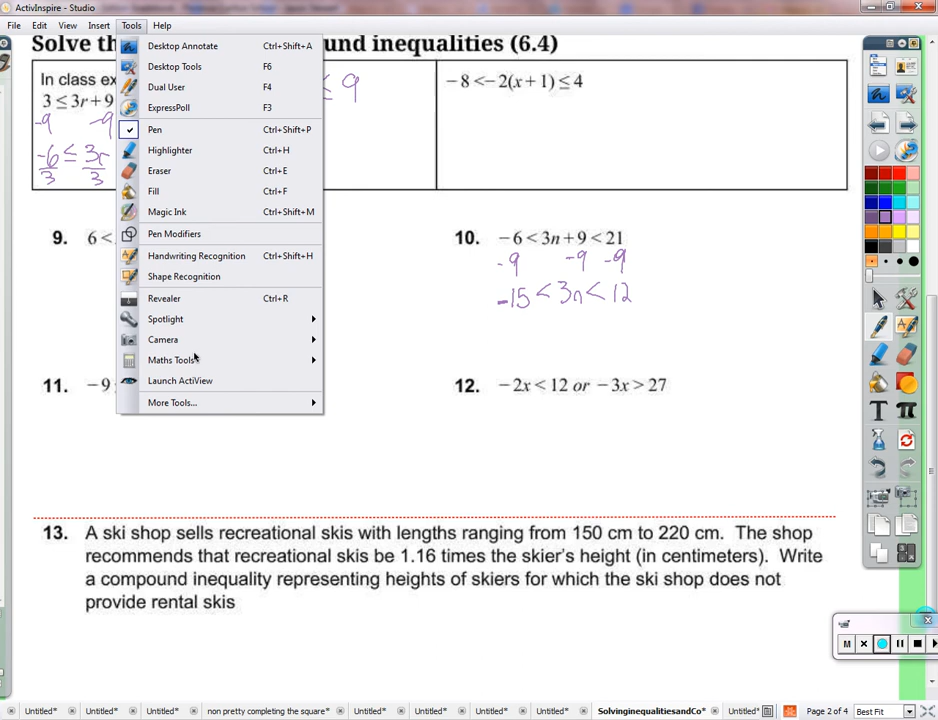 ActivInspire - Studio
File Edit View Insert Tools Help
Solve th
und inequalities (6.4)
Desktop Annotate Ctrl+Shift+A
Desktop Tools F6
Dual User F4
ExpressPoll F3
Pen Ctrl+Shift+P
Highlighter Ctrl+H
Eraser Ctrl+E
Fill Ctrl+F
Magic Ink Ctrl+Shift+M
Pen Modifiers
Handwriting Recognition Ctrl+Shift+H
Shape Recognition
Revealer Ctrl+R
Spotlight
Camera
Maths Tools
Launch ActiView
More Tools...
In class ex
3 ≤ 3r + 9
≤ 9
-9 -9
-6 ≤ 3r
3 3
− 8 < − 2(x + 1) ≤ 4
9. 6 <
10. − 6 < 3n + 9 < 21
-9 -9 -9
-15 < 3n < 12
11. − 9
12. − 2x < 12 or − 3x > 27
13. A ski shop sells recreational skis with lengths ranging from 150 cm to 220 cm. The shop
recommends that recreational skis be 1.16 times the skier's height (in centimeters). Write
a compound inequality representing heights of skiers for which the ski shop does not
provide rental skis
M
Untitled* Untitled* Untitled* non pretty completing the square* Untitled* Untitled* Untitled* Untitled* SolvinginequalitiesandCo* Untitled* Page 2 of 4 Best Fit